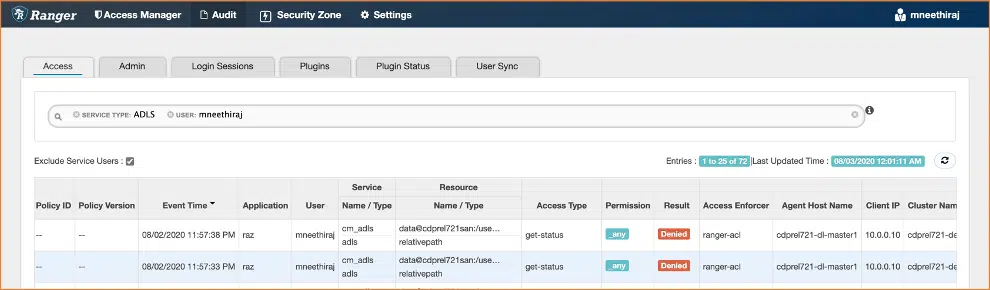 Ranger Access Manager Audit Security Zone Settings mneethiraj
Access Admin Login Sessions Plugins Plugin Status User Sync
SERVICE TYPE: ADLS USER: mneethiraj
Exclude Service Users : Entries : 1 to 25 of 72 Last Updated Time : 08/03/2020 12:01:11 AM
Service Resource
Policy ID Policy Version Event Time Application User Name / Type Name / Type Access Type Permission Result Access Enforcer Agent Host Name Client IP Cluster Nam
-- -- 08/02/2020 11:57:38 PM raz mneethiraj cm_adls data@cdprel721san:/use... get-status _any Denied ranger-acl cdprel721-dl-master1 10.0.0.10 cdprel721-de
adls relativepath
-- -- 08/02/2020 11:57:33 PM raz mneethiraj cm_adls data@cdprel721san:/use... get-status _any Denied ranger-acl cdprel721-dl-master1 10.0.0.10 cdprel721-de
adls relativepath